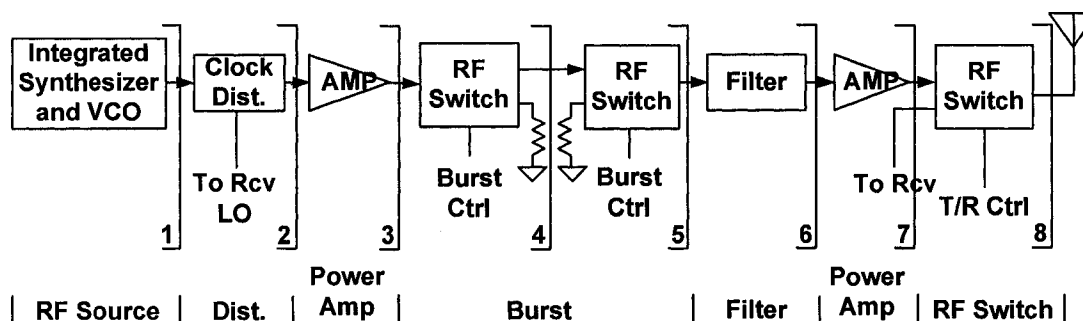 Integrated
Synthesizer
and VCO
Clock
Dist.
AMP
RF
Switch
RF
Switch
Filter
AMP
RF
Switch
To Rcv
LO
Burst
Ctrl
Burst
Ctrl
To Rcv
T/R Ctrl
1
2
3
4
5
6
7
8
RF Source
Dist.
Power
Amp
Burst
Filter
Power
Amp
RF Switch